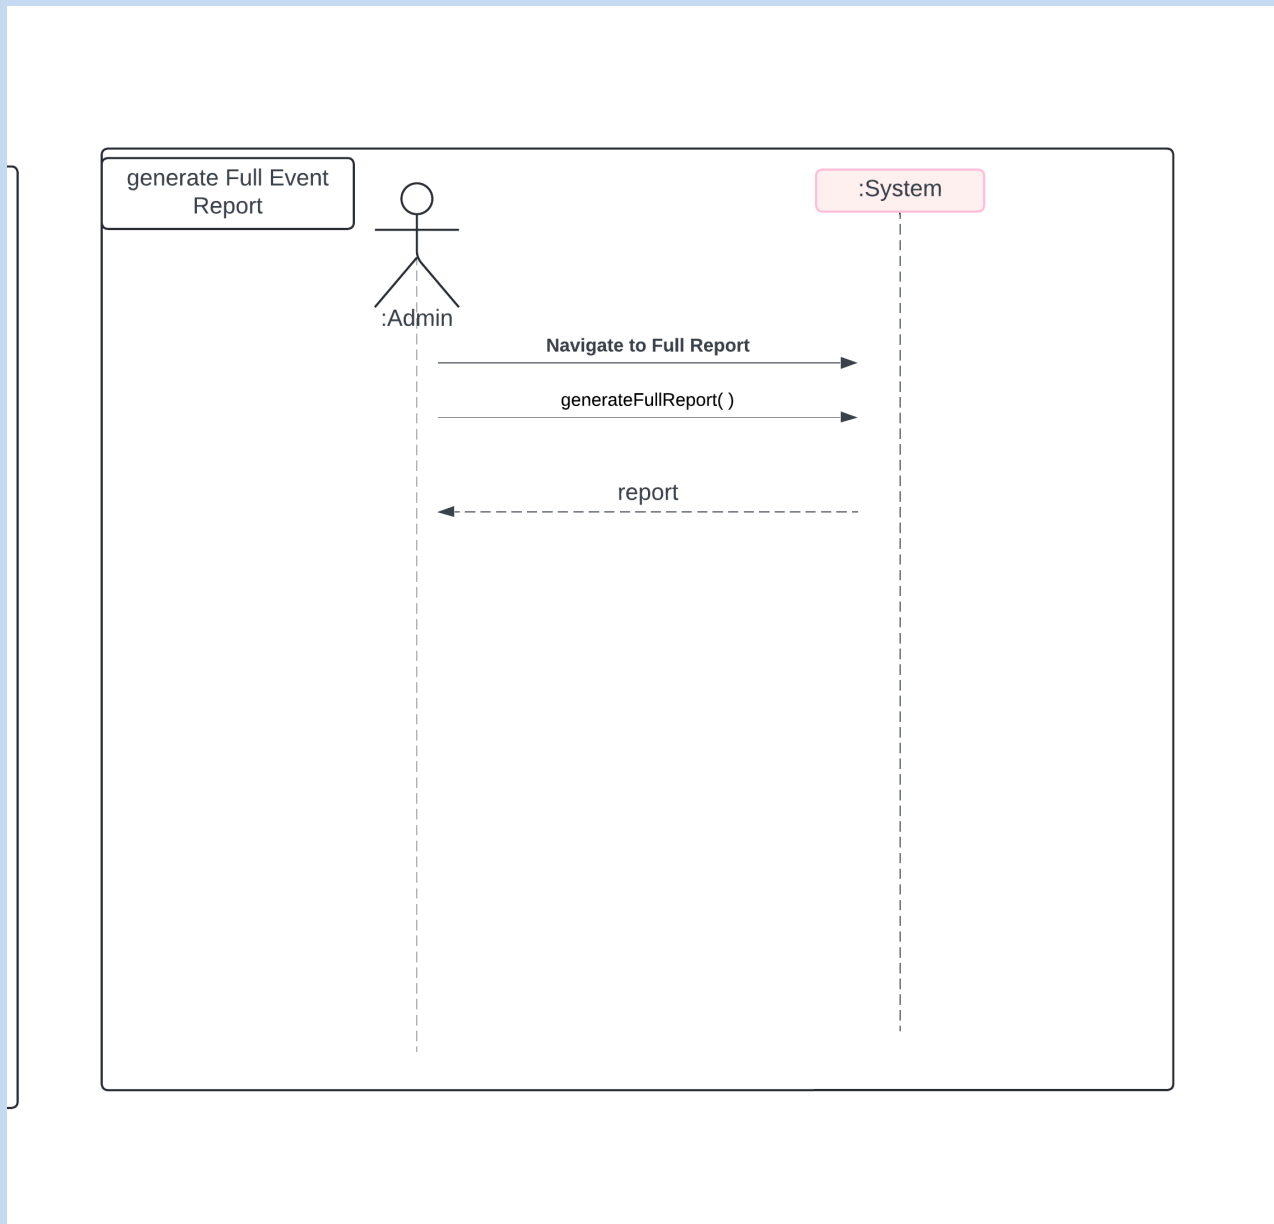 generate Full Event
Report
:System
:Admin
Navigate to Full Report
generateFullReport( )
report